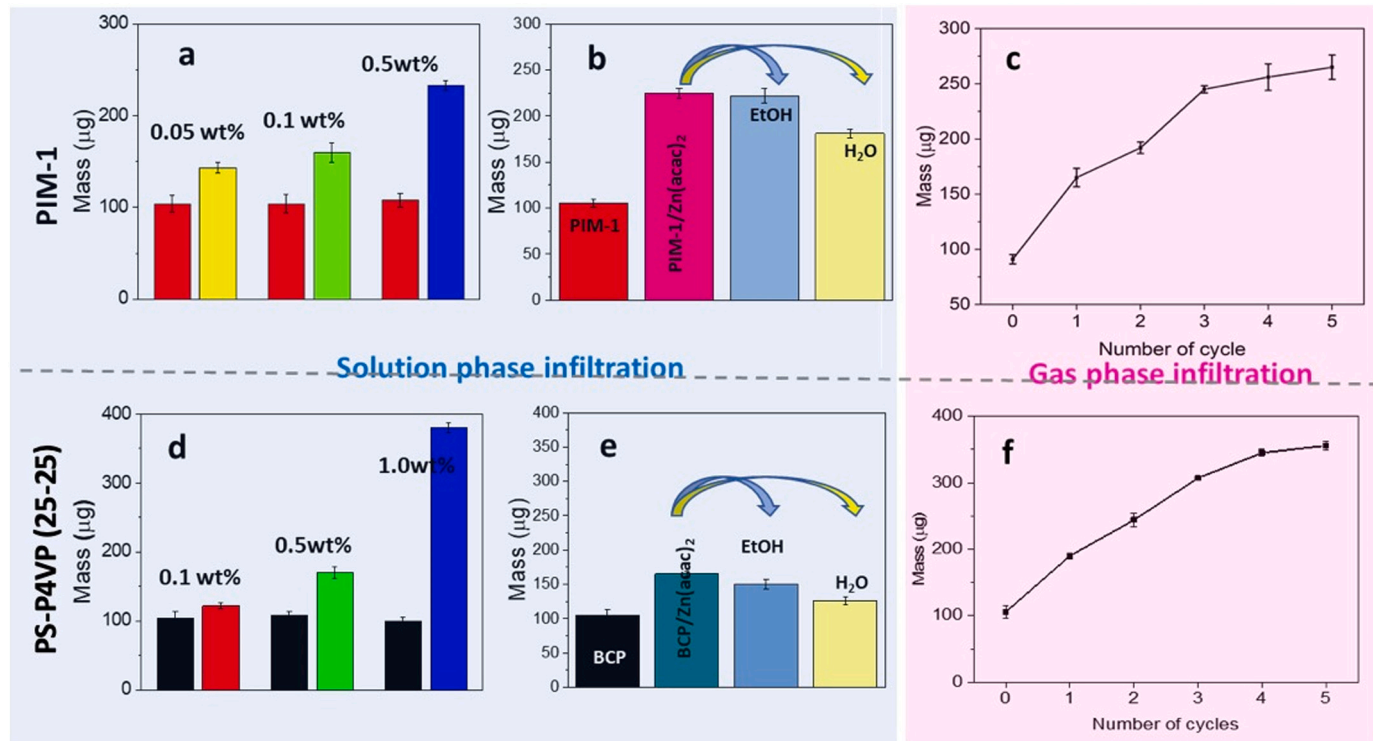 PIM-1
a
Mass (µg)
300
200
100
0
0.05 wt%
0.1 wt%
0.5wt%
b
Mass (µg)
300
250
200
150
100
50
0
PIM-1
PIM-1/Zn(acac)₂
EtOH
H₂O
c
Mass (µg)
300
250
200
150
100
50
0 1 2 3 4 5
Number of cycle
Solution phase infiltration
Gas phase infiltration
PS-P4VP (25-25)
d
Mass (µg)
400
300
200
100
0
0.1 wt%
0.5wt%
1.0wt%
e
Mass (µg)
400
350
300
250
200
150
100
50
0
BCP
BCP/Zn(acac)₂
EtOH
H₂O
f
Mass (µg)
400
300
200
100
0
0 1 2 3 4 5
Number of cycles